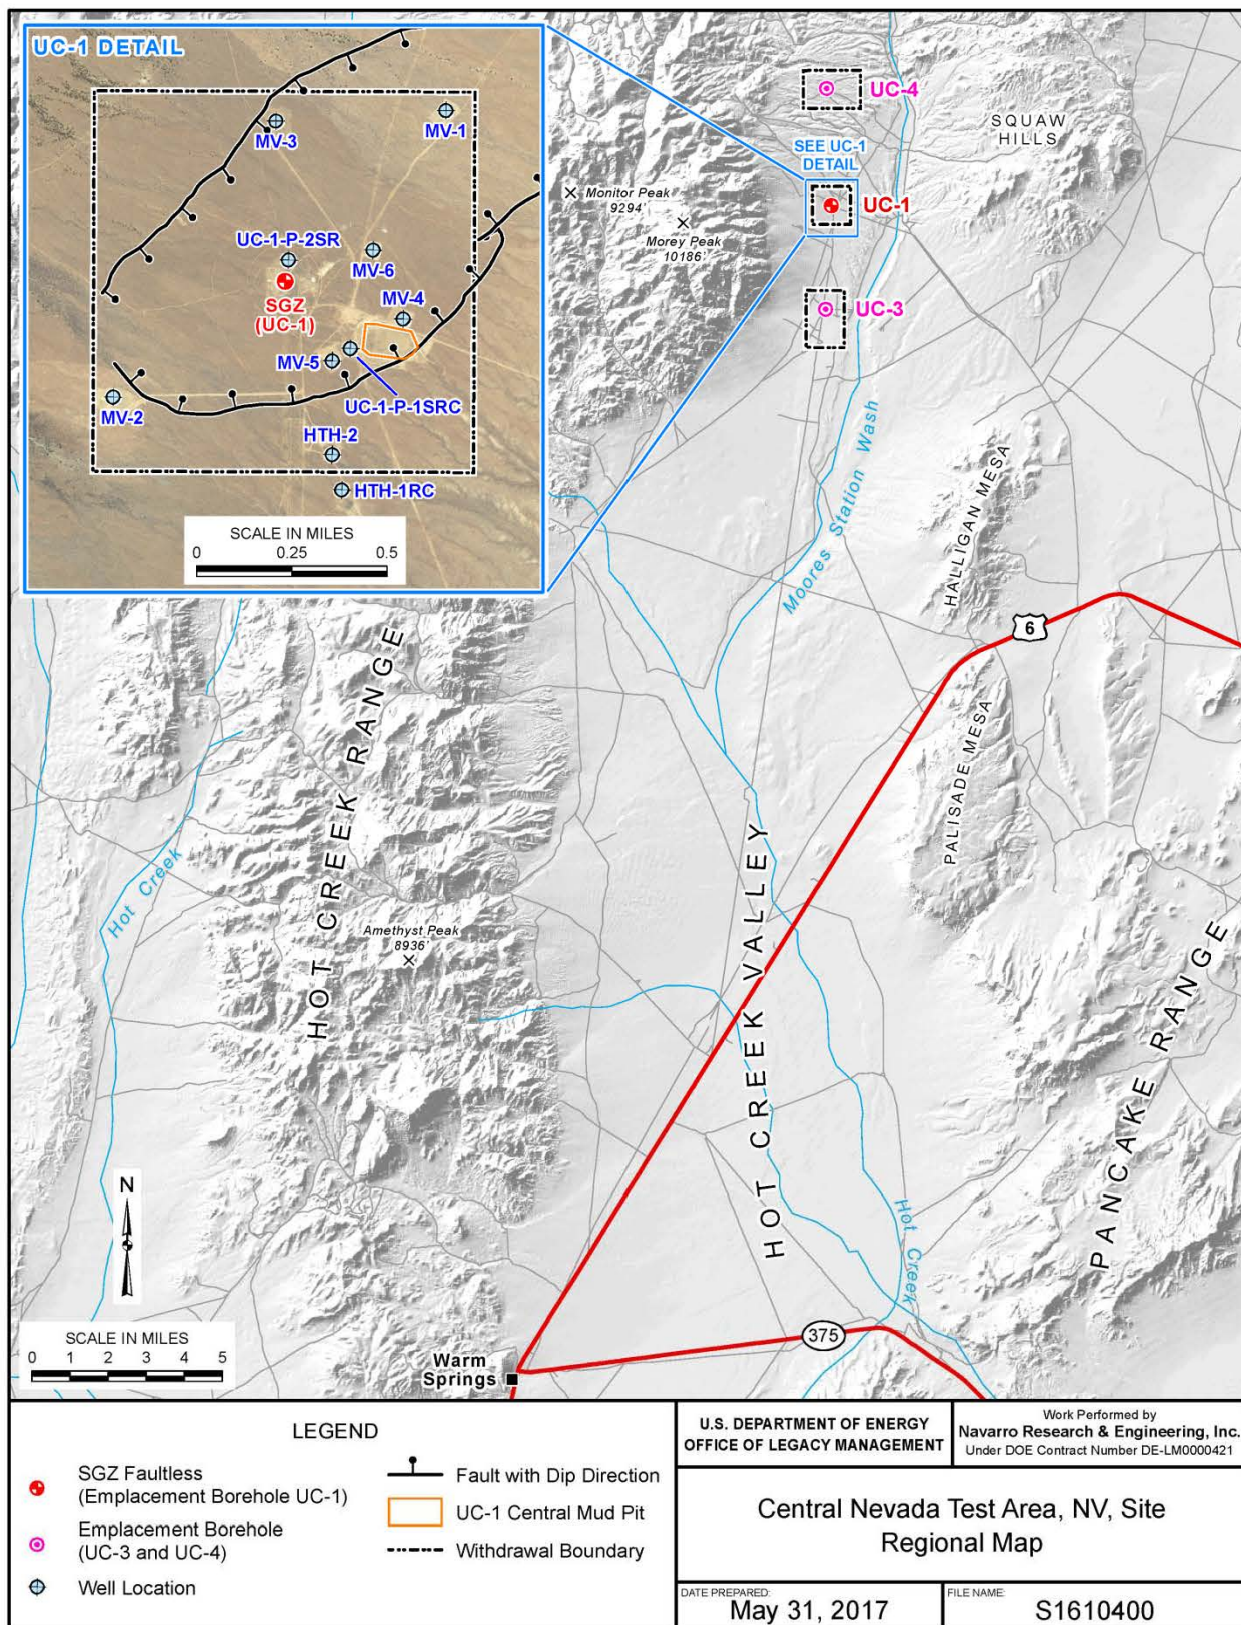 UC-1 DETAIL
MV-3
MV-1
UC-1-P-2SR
MV-6
SGZ
(UC-1)
MV-4
MV-5
UC-1-P-1SRC
MV-2
HTH-2
HTH-1RC
SCALE IN MILES
0 0.25 0.5
UC-4
SQUAW
HILLS
SEE UC-1
DETAIL
Monitor Peak
9294'
UC-1
Morey Peak
10186'
UC-3
Moores Station Wash
HALLIGAN MESA
6
HOT CREEK RANGE
PALISADE MESA
Hot Creek
HOT CREEK VALLEY
Amethyst Peak
8936'
PANCAKE RANGE
Hot Creek
N
SCALE IN MILES
0 1 2 3 4 5
375
Warm
Springs
LEGEND
SGZ Faultless
(Emplacement Borehole UC-1)
Emplacement Borehole
(UC-3 and UC-4)
Well Location
Fault with Dip Direction
UC-1 Central Mud Pit
Withdrawal Boundary
U.S. DEPARTMENT OF ENERGY
OFFICE OF LEGACY MANAGEMENT
Work Performed by
Navarro Research & Engineering, Inc.
Under DOE Contract Number DE-LM0000421
Central Nevada Test Area, NV, Site
Regional Map
DATE PREPARED:
May 31, 2017
FILE NAME:
S1610400